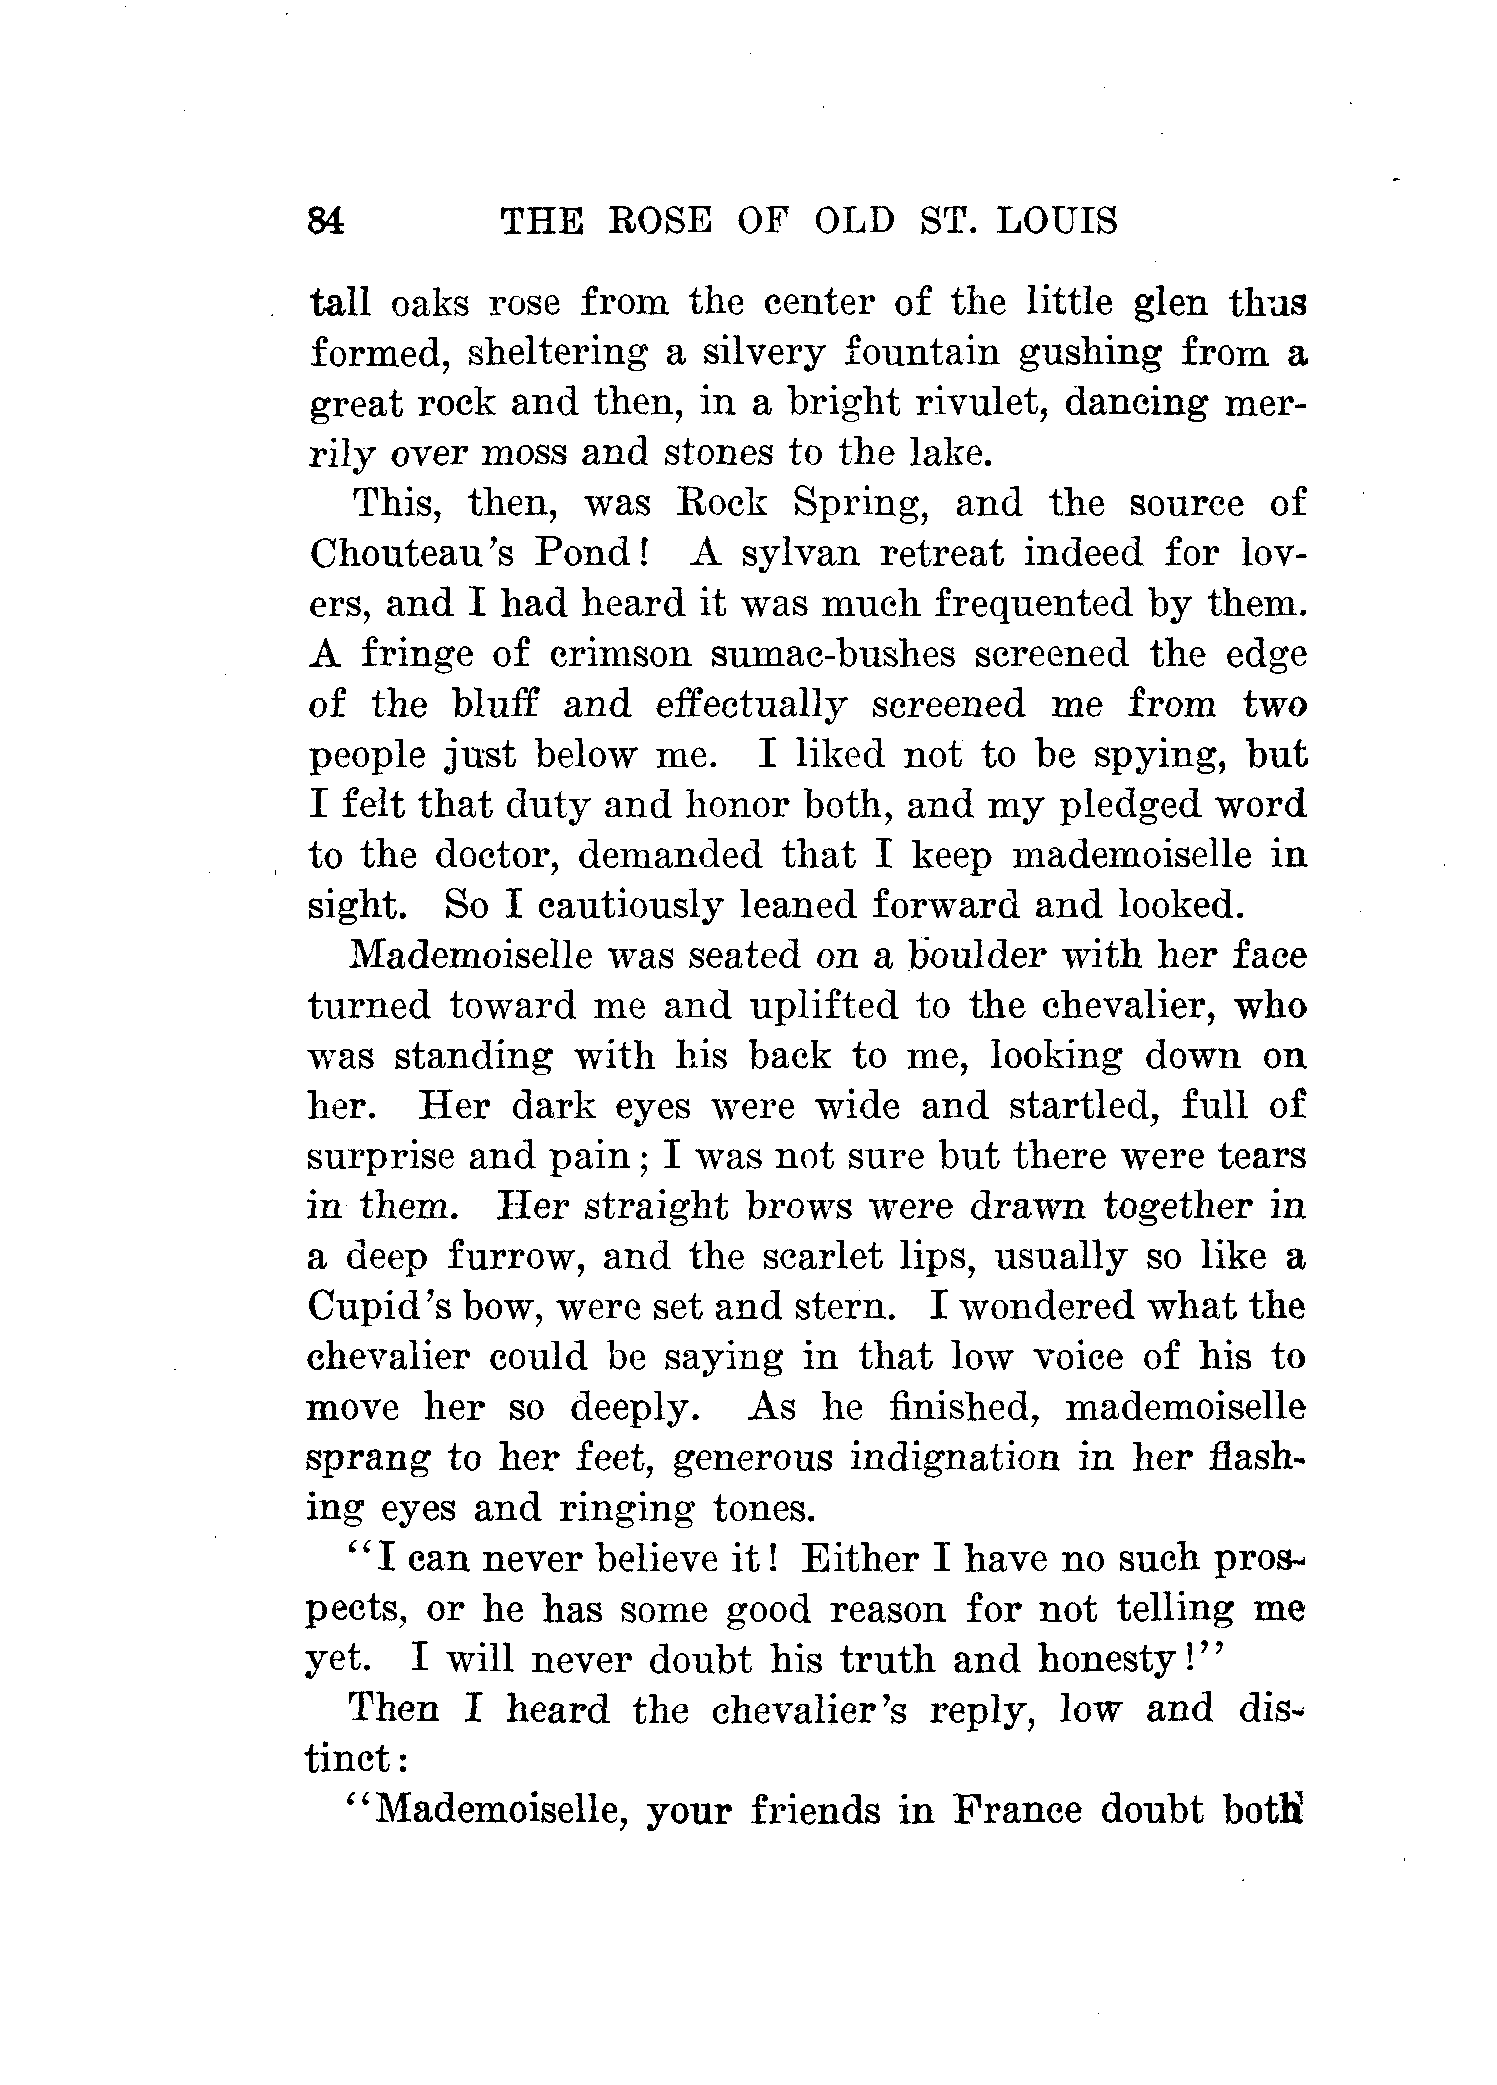 84 THE ROSE OF OLD ST. LOUIS
tall oaks rose from the center of the little glen thus
formed, sheltering a silvery fountain gushing from a
great rock and then, in a bright rivulet, dancing mer-
rily over moss and stones to the lake.
This, then, was Rock Spring, and the source of
Chouteau's Pond! A sylvan retreat indeed for lov-
ers, and I had heard it was much frequented by them.
A fringe of crimson sumac-bushes screened the edge
of the bluff and effectually screened me from two
people just below me. I liked not to be spying, but
I felt that duty and honor both, and my pledged word
to the doctor, demanded that I keep mademoiselle in
sight. So I cautiously leaned forward and looked.
Mademoiselle was seated on a boulder with her face
turned toward me and uplifted to the chevalier, who
was standing with his back to me, looking down on
her. Her dark eyes were wide and startled, full of
surprise and pain; I was not sure but there were tears
in them. Her straight brows were drawn together in
a deep furrow, and the scarlet lips, usually so like a
Cupid's bow, were set and stern. I wondered what the
chevalier could be saying in that low voice of his to
move her so deeply. As he finished, mademoiselle
sprang to her feet, generous indignation in her flash-
ing eyes and ringing tones.
"I can never believe it! Either I have no such pros-
pects, or he has some good reason for not telling me
yet. I will never doubt his truth and honesty!"
Then I heard the chevalier's reply, low and dis-
tinct:
"Mademoiselle, your friends in France doubt both